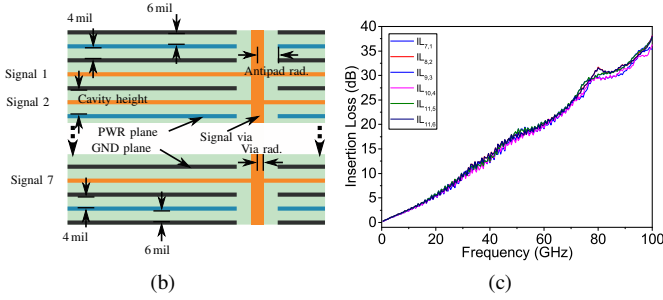 4 mil
6 mil
Signal 1
Antipad rad.
Signal 2
Cavity height
PWR plane
Signal via
GND plane
Via rad.
Signal 7
4 mil
6 mil
(b)
(c)
Insertion Loss (dB)
40
35
30
25
20
15
10
5
0
IL7,1
IL8,2
IL9,3
IL10,4
IL11,5
IL11,6
0
20
40
60
80
100
Frequency (GHz)